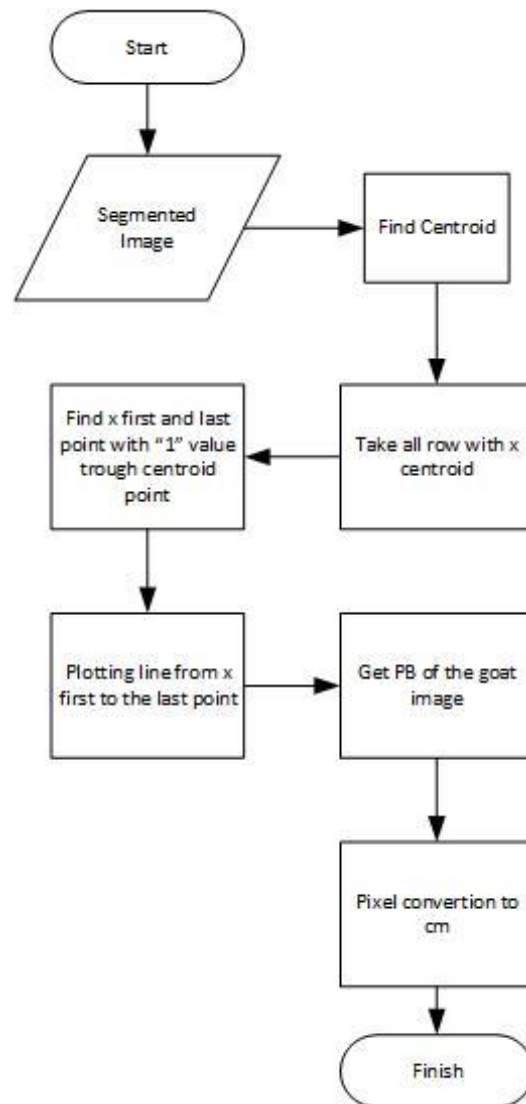 Start
Segmented
Image
Find Centroid
Take all row with x
centroid
Find x first and last
point with “1” value
trough centroid
point
Plotting line from x
first to the last point
Get PB of the goat
image
Pixel convertion to
cm
Finish